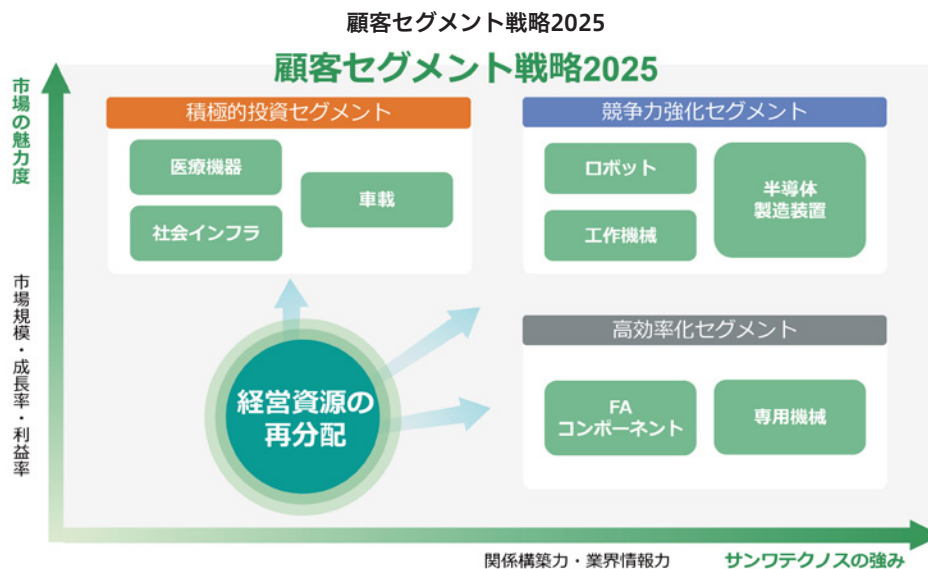 顧客セグメント戦略2025
顧客セグメント戦略2025
市場の魅力度
市場規模・成長率・利益率
積極的投資セグメント
医療機器
社会インフラ
車載
競争力強化セグメント
ロボット
工作機械
半導体
製造装置
高効率化セグメント
FA
コンポーネント
専用機械
経営資源の
再分配
関係構築力・業界情報力
サンワテクノスの強み